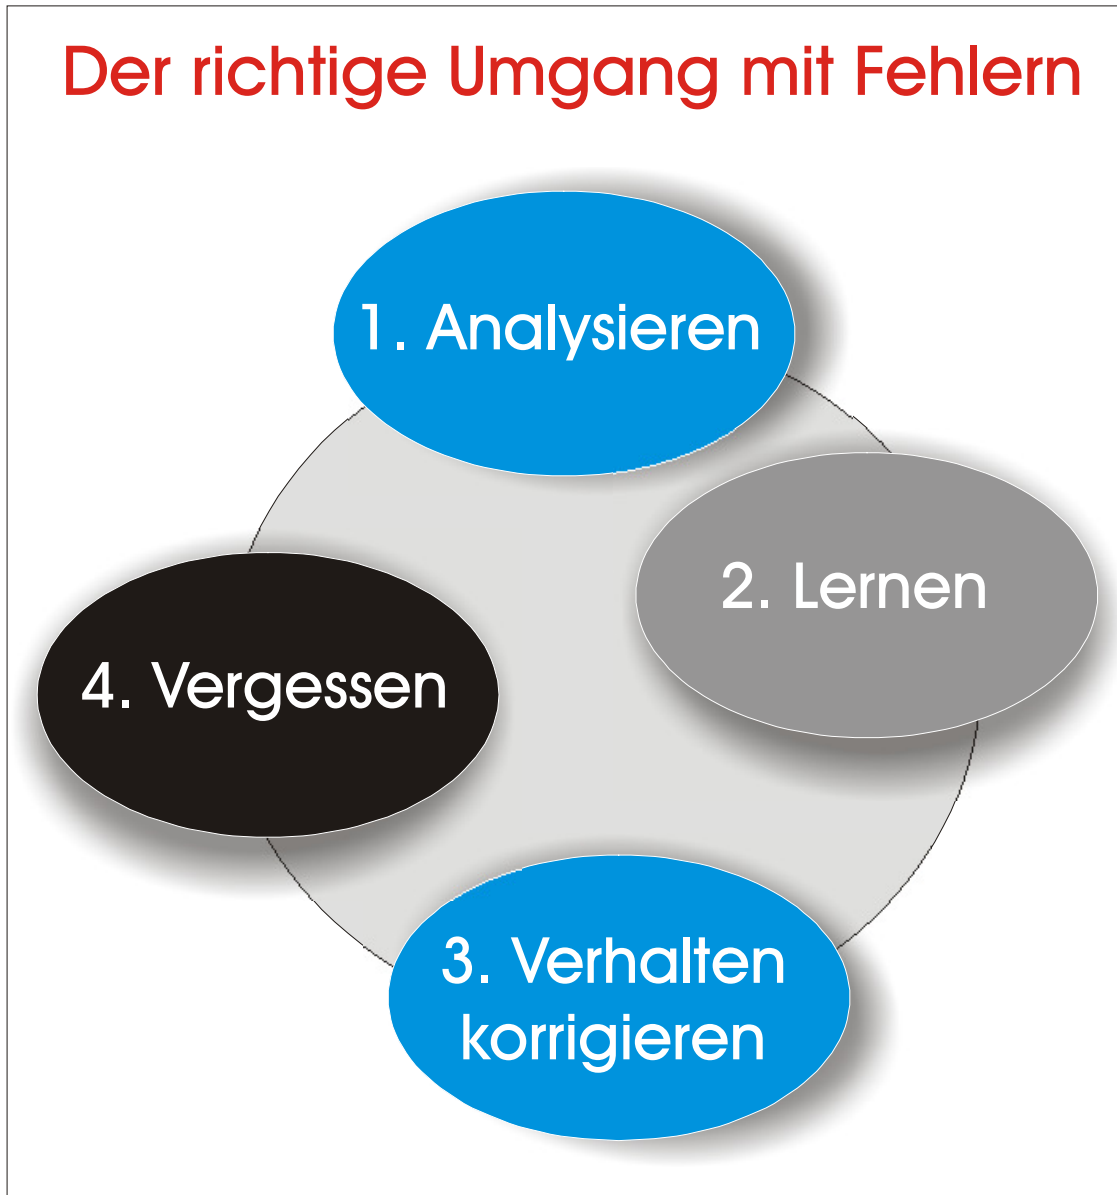 Der richtige Umgang mit Fehlern
1. Analysieren
2. Lernen
3. Verhalten
korrigieren
4. Vergessen